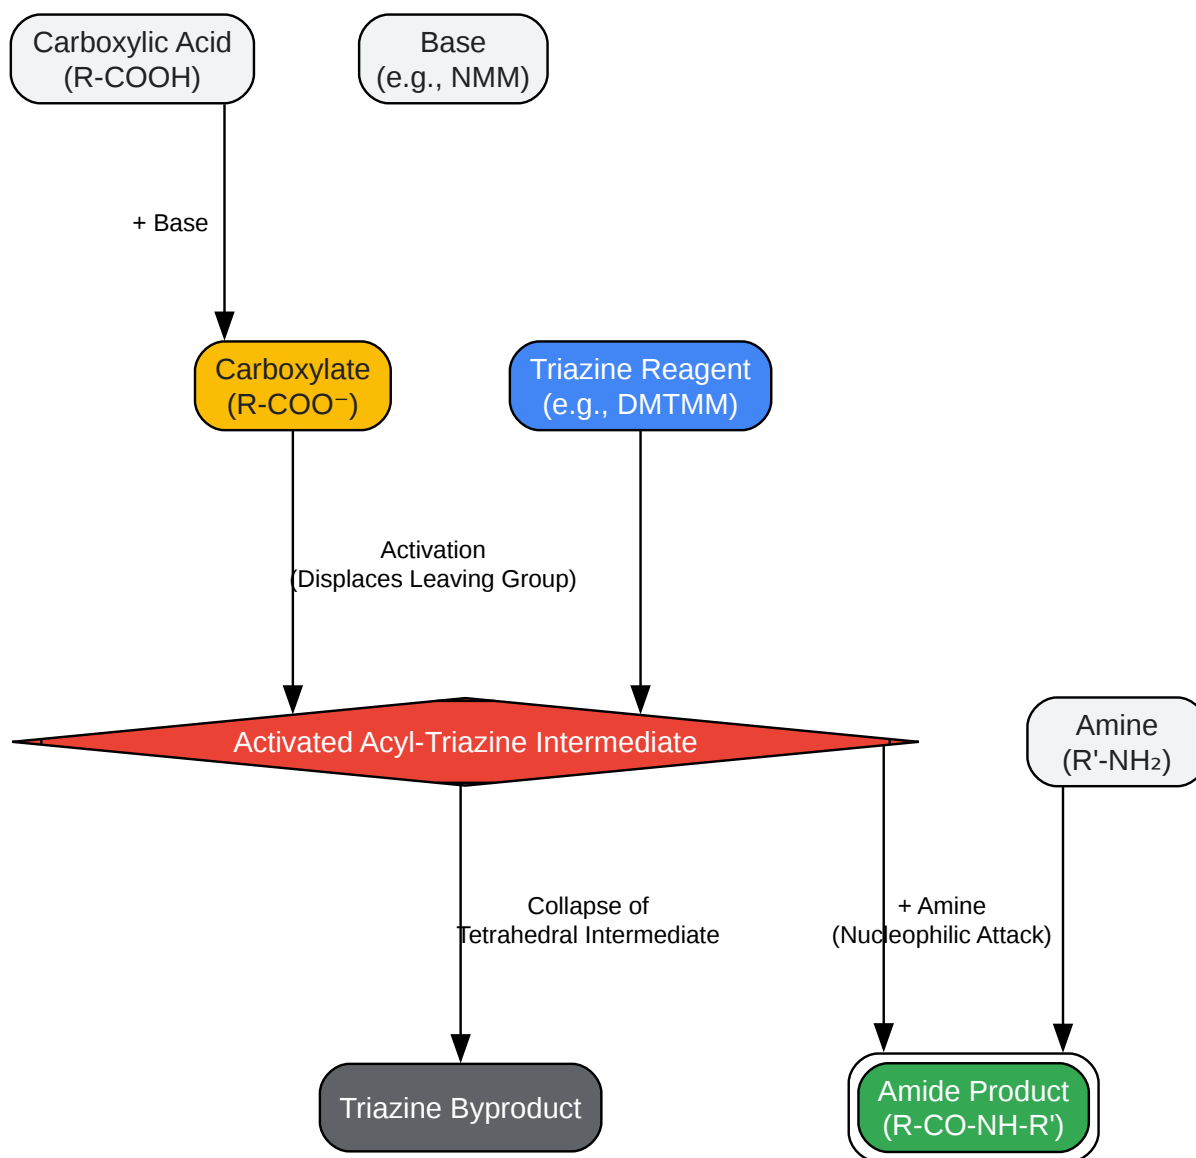 Carboxylic Acid
(R-COOH)
Base
(e.g., NMM)
+ Base
Carboxylate
(R-COO⁻)
Triazine Reagent
(e.g., DMTMM)
Activation
(Displaces Leaving Group)
Activated Acyl-Triazine Intermediate
Amine
(R'-NH₂)
Collapse of
Tetrahedral Intermediate
+ Amine
(Nucleophilic Attack)
Triazine Byproduct
Amide Product
(R-CO-NH-R')